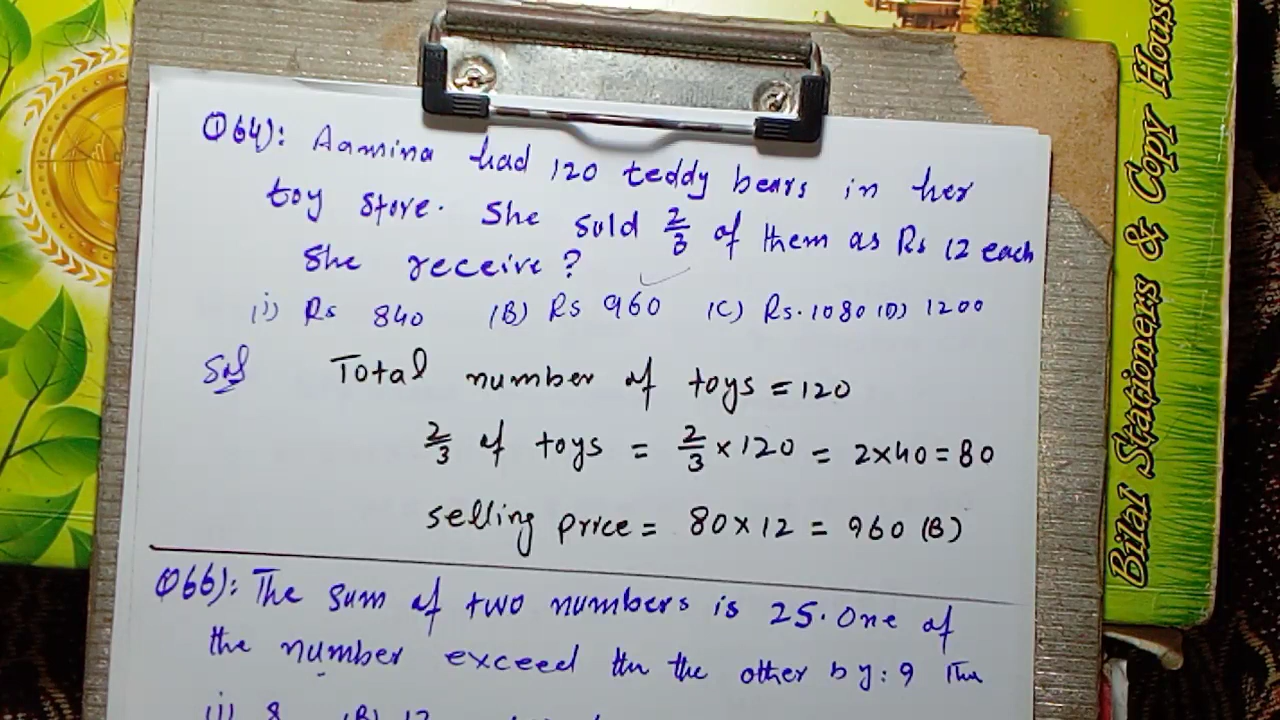 Q64): Aamina had 120 teddy bears in her
toy store. She sold 2/3 of them as Rs 12 each
She receive ?
(i) Rs 840 (B) Rs 960 (C) Rs.1080 (D) 1200
Sol Total number of toys = 120
2/3 of toys = 2/3 × 120 = 2×40 = 80
selling price = 80 × 12 = 960 (B)
Q66): The sum of two numbers is 25. One of
the number exceed the the other by: 9 The
(i) 8 (B) 12
Bilal Stationers & Copy House